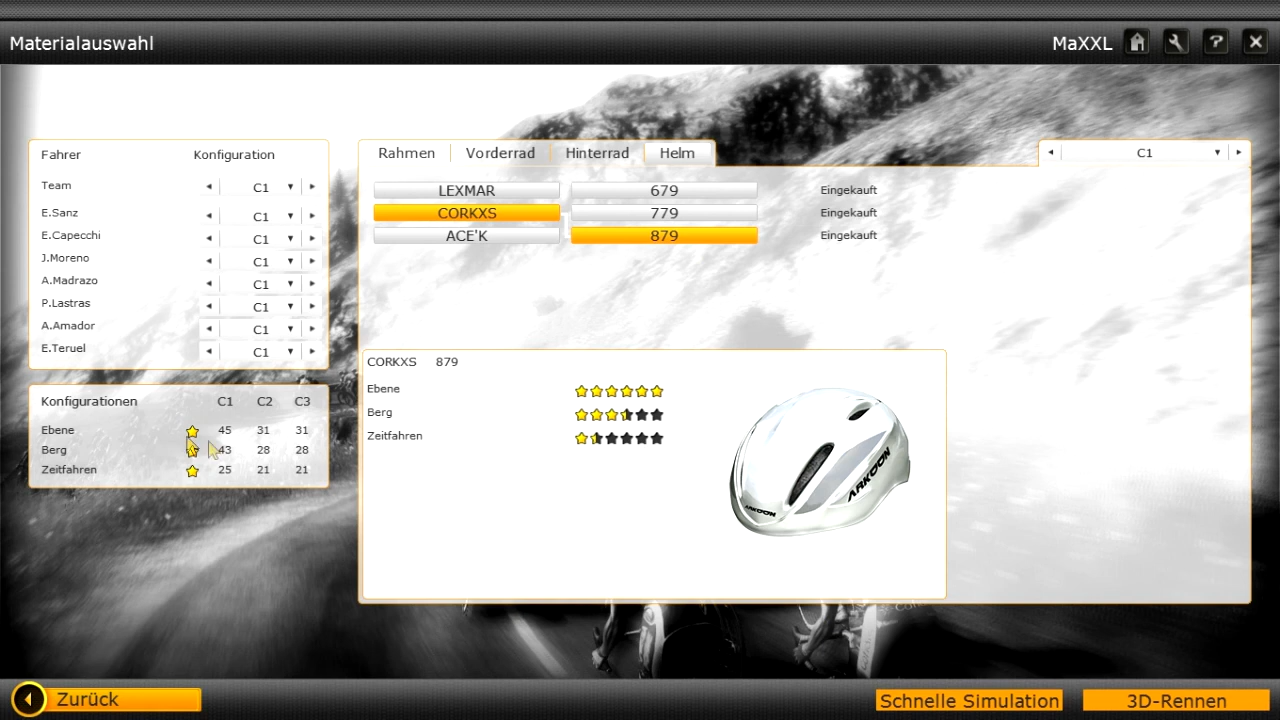 Materialauswahl MaXXL ?
Fahrer Konfiguration
Team C1
E.Sanz C1
E.Capecchi C1
J.Moreno C1
A.Madrazo C1
P.Lastras C1
A.Amador C1
E.Teruel C1
Konfigurationen C1 C2 C3
Ebene 45 31 31
Berg 43 28 28
Zeitfahren 25 21 21
Rahmen Vorderrad Hinterrad Helm C1
LEXMAR 679 Eingekauft
CORKXS 779 Eingekauft
ACE'K 879 Eingekauft
CORKXS 879
Ebene
Berg
Zeitfahren
ARKOON
ARKOON
Zurück Schnelle Simulation 3D-Rennen